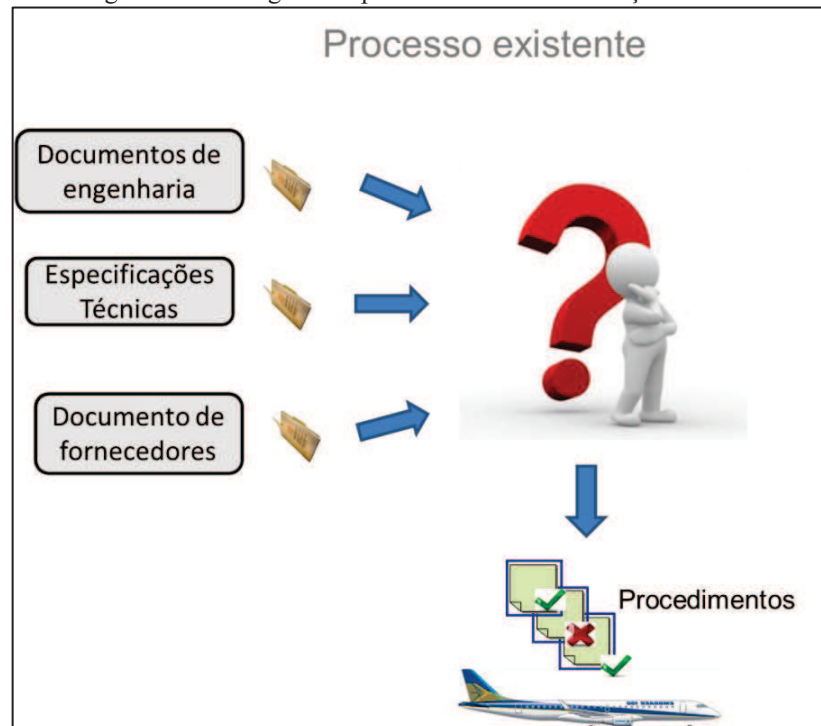 Processo existente
Documentos de
engenharia
Especificações
Técnicas
Documento de
fornecedores
Procedimentos